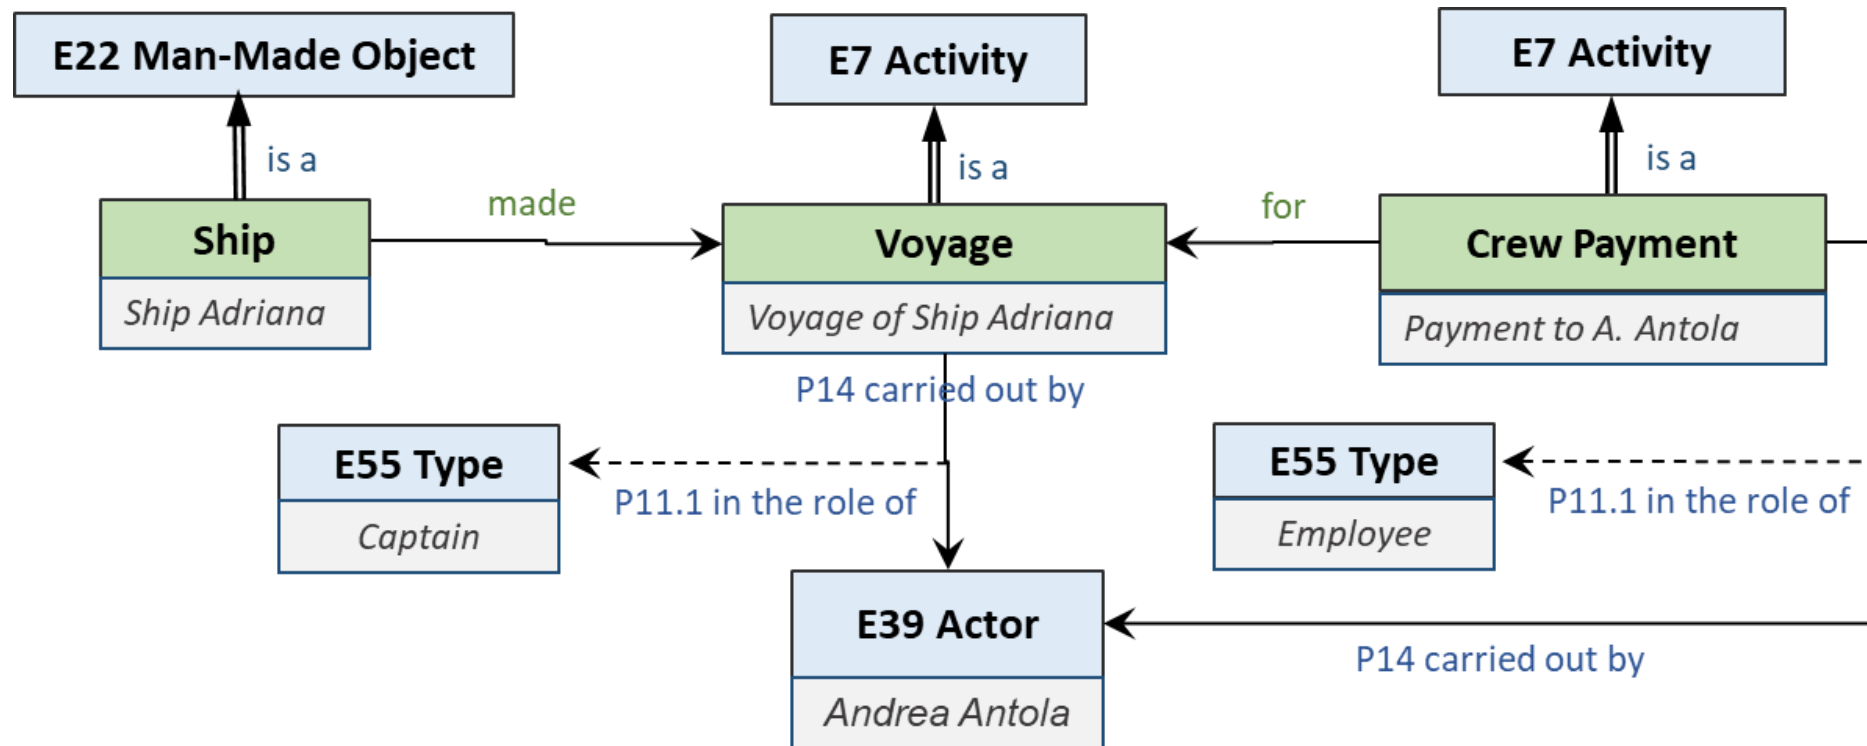 E22 Man-Made Object
E7 Activity
E7 Activity
is a
is a
is a
made
for
Ship
Voyage
Crew Payment
Ship Adriana
Voyage of Ship Adriana
Payment to A. Antola
P14 carried out by
E55 Type
E55 Type
P11.1 in the role of
P11.1 in the role of
Captain
Employee
E39 Actor
P14 carried out by
Andrea Antola